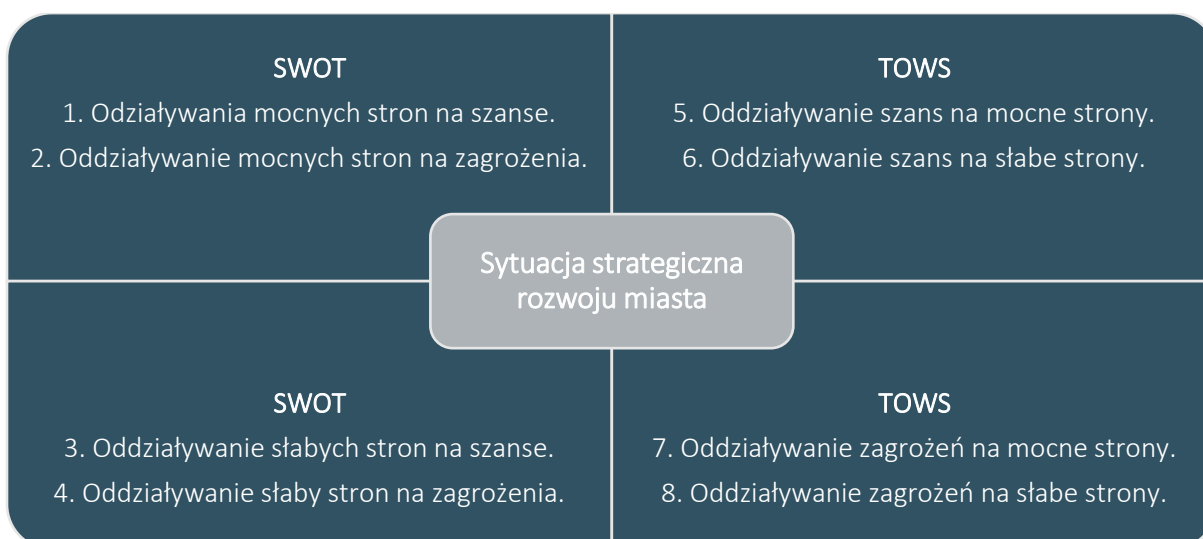 SWOT
1. Odziaływania mocnych stron na szanse.
2. Oddziaływanie mocnych stron na zagrożenia.
TOWS
5. Oddziaływanie szans na mocne strony.
6. Oddziaływanie szans na słabe strony.
Sytuacja strategiczna
rozwoju miasta
SWOT
3. Oddziaływanie słabych stron na szanse.
4. Oddziaływanie słaby stron na zagrożenia.
TOWS
7. Oddziaływanie zagrożeń na mocne strony.
8. Oddziaływanie zagrożeń na słabe strony.